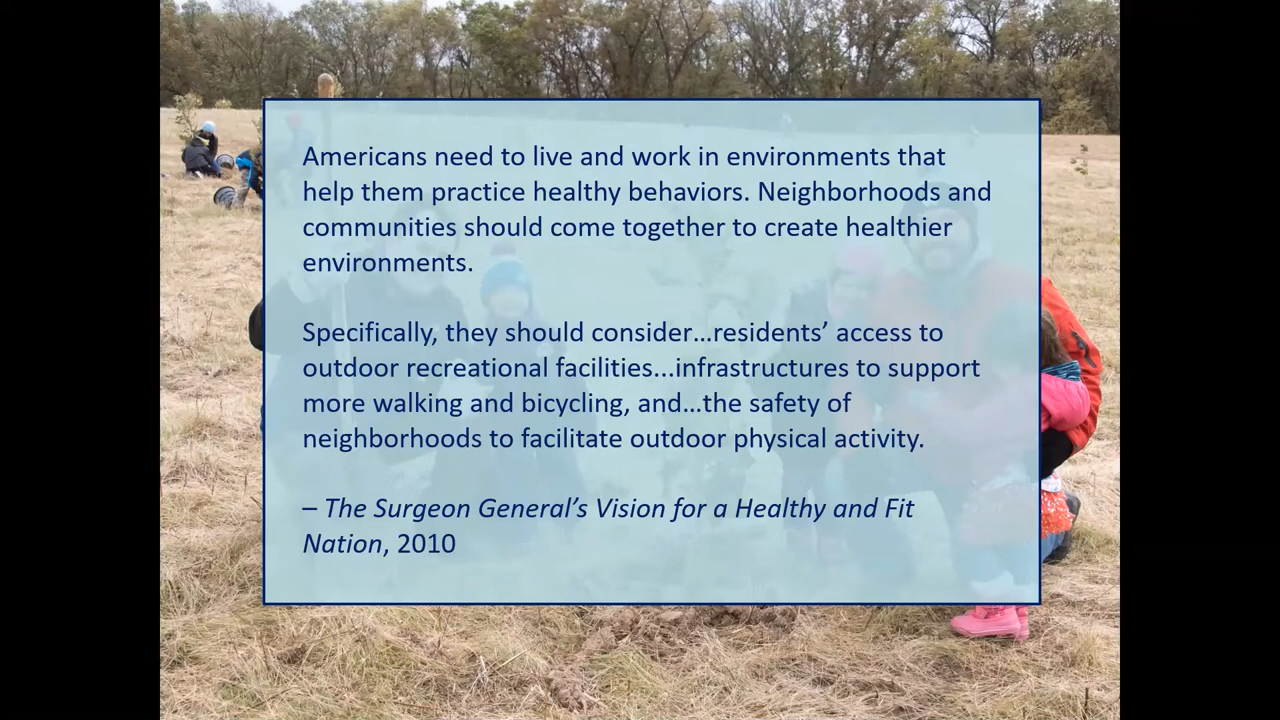 Americans need to live and work in environments that
help them practice healthy behaviors. Neighborhoods and
communities should come together to create healthier
environments.
Specifically, they should consider…residents’ access to
outdoor recreational facilities...infrastructures to support
more walking and bicycling, and…the safety of
neighborhoods to facilitate outdoor physical activity.
– The Surgeon General’s Vision for a Healthy and Fit
Nation, 2010